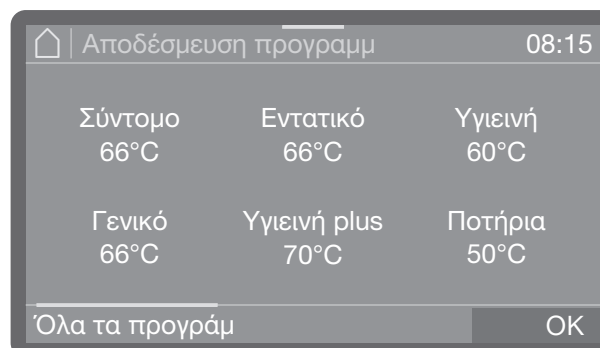 Αποδέσμευση προγραμμ 08:15
Σύντομο Εντατικό Υγιεινή
66°C 66°C 60°C
Γενικό Υγιεινή plus Ποτήρια
66°C 70°C 50°C
Όλα τα προγράμ OK